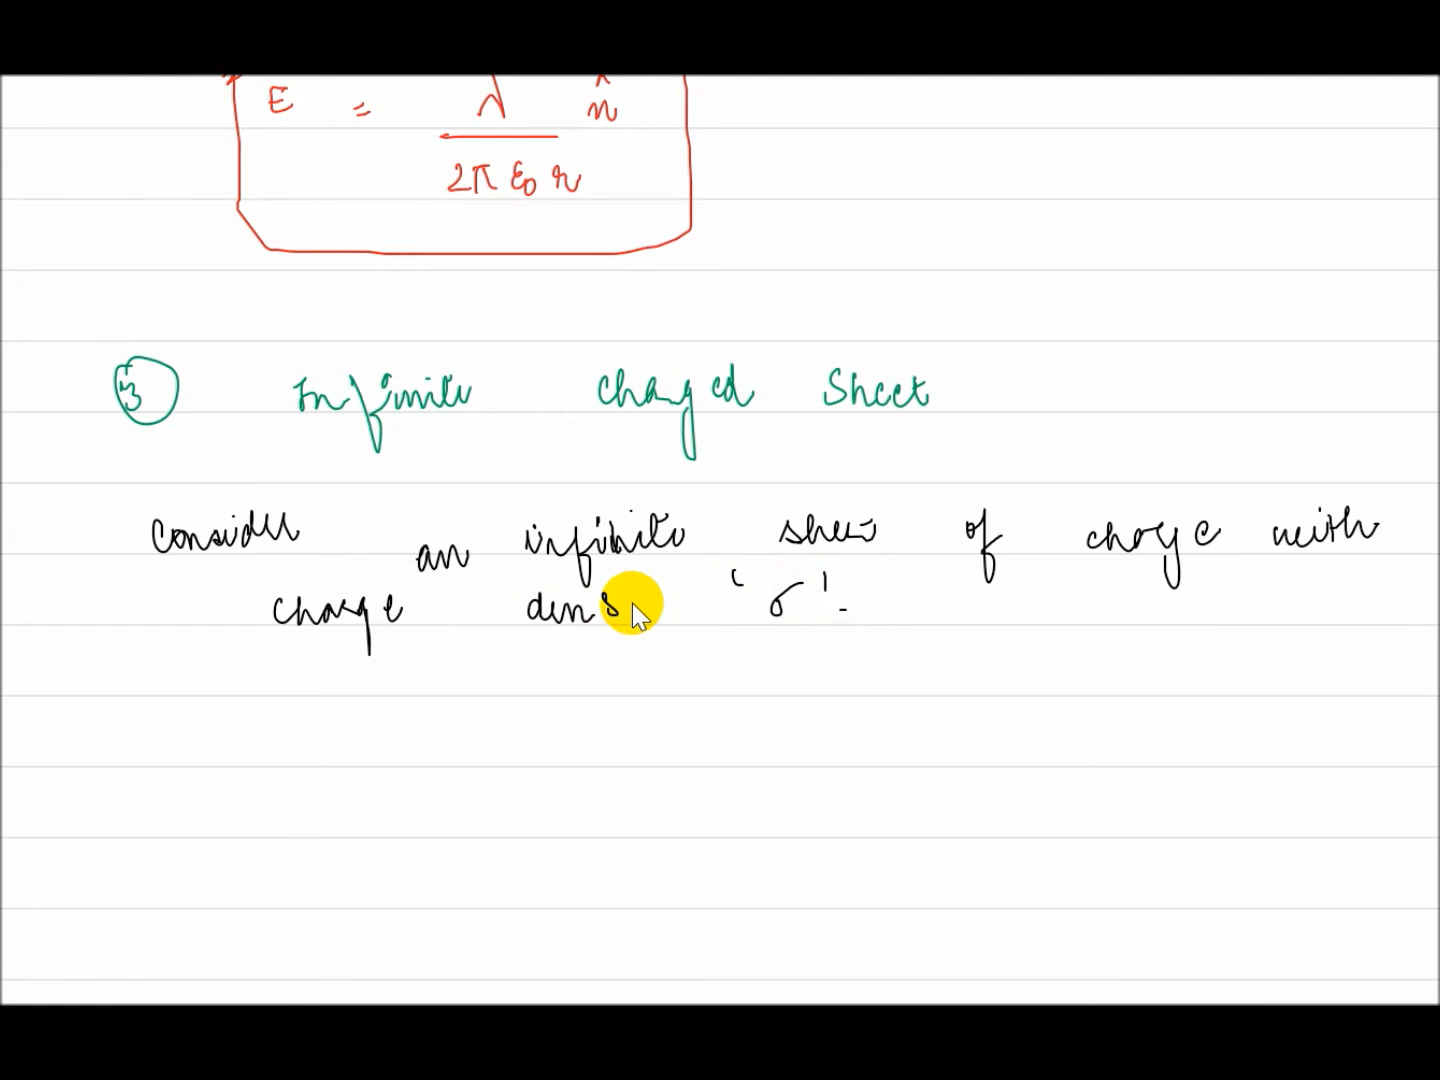 E = λ n̂
2π ε₀ r
3 Infinite charged Sheet
Consider an infinite sheet of charge with
charge dens 'σ'.